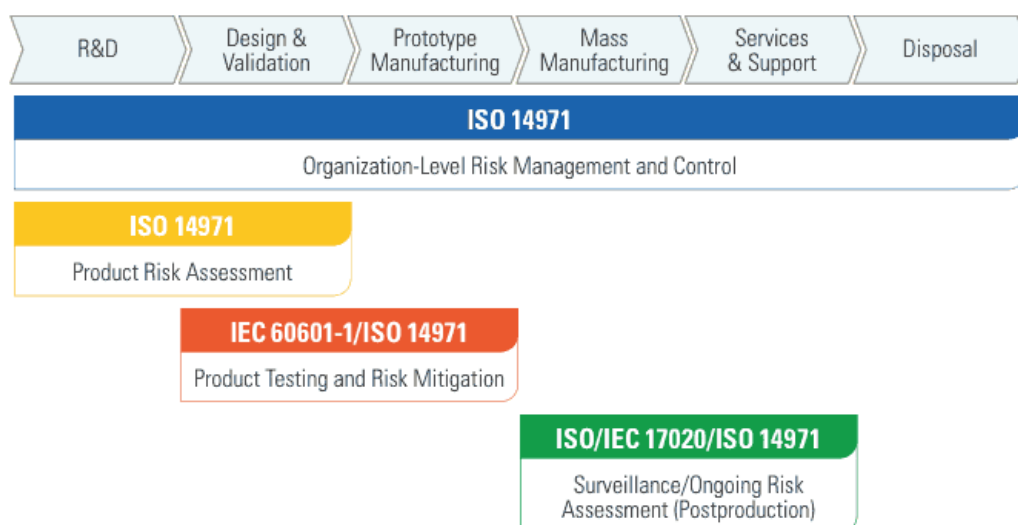 R&D
Design &
Validation
Prototype
Manufacturing
Mass
Manufacturing
Services
& Support
Disposal
ISO 14971
Organization-Level Risk Management and Control
ISO 14971
Product Risk Assessment
IEC 60601-1/ISO 14971
Product Testing and Risk Mitigation
ISO/IEC 17020/ISO 14971
Surveillance/Ongoing Risk
Assessment (Postproduction)